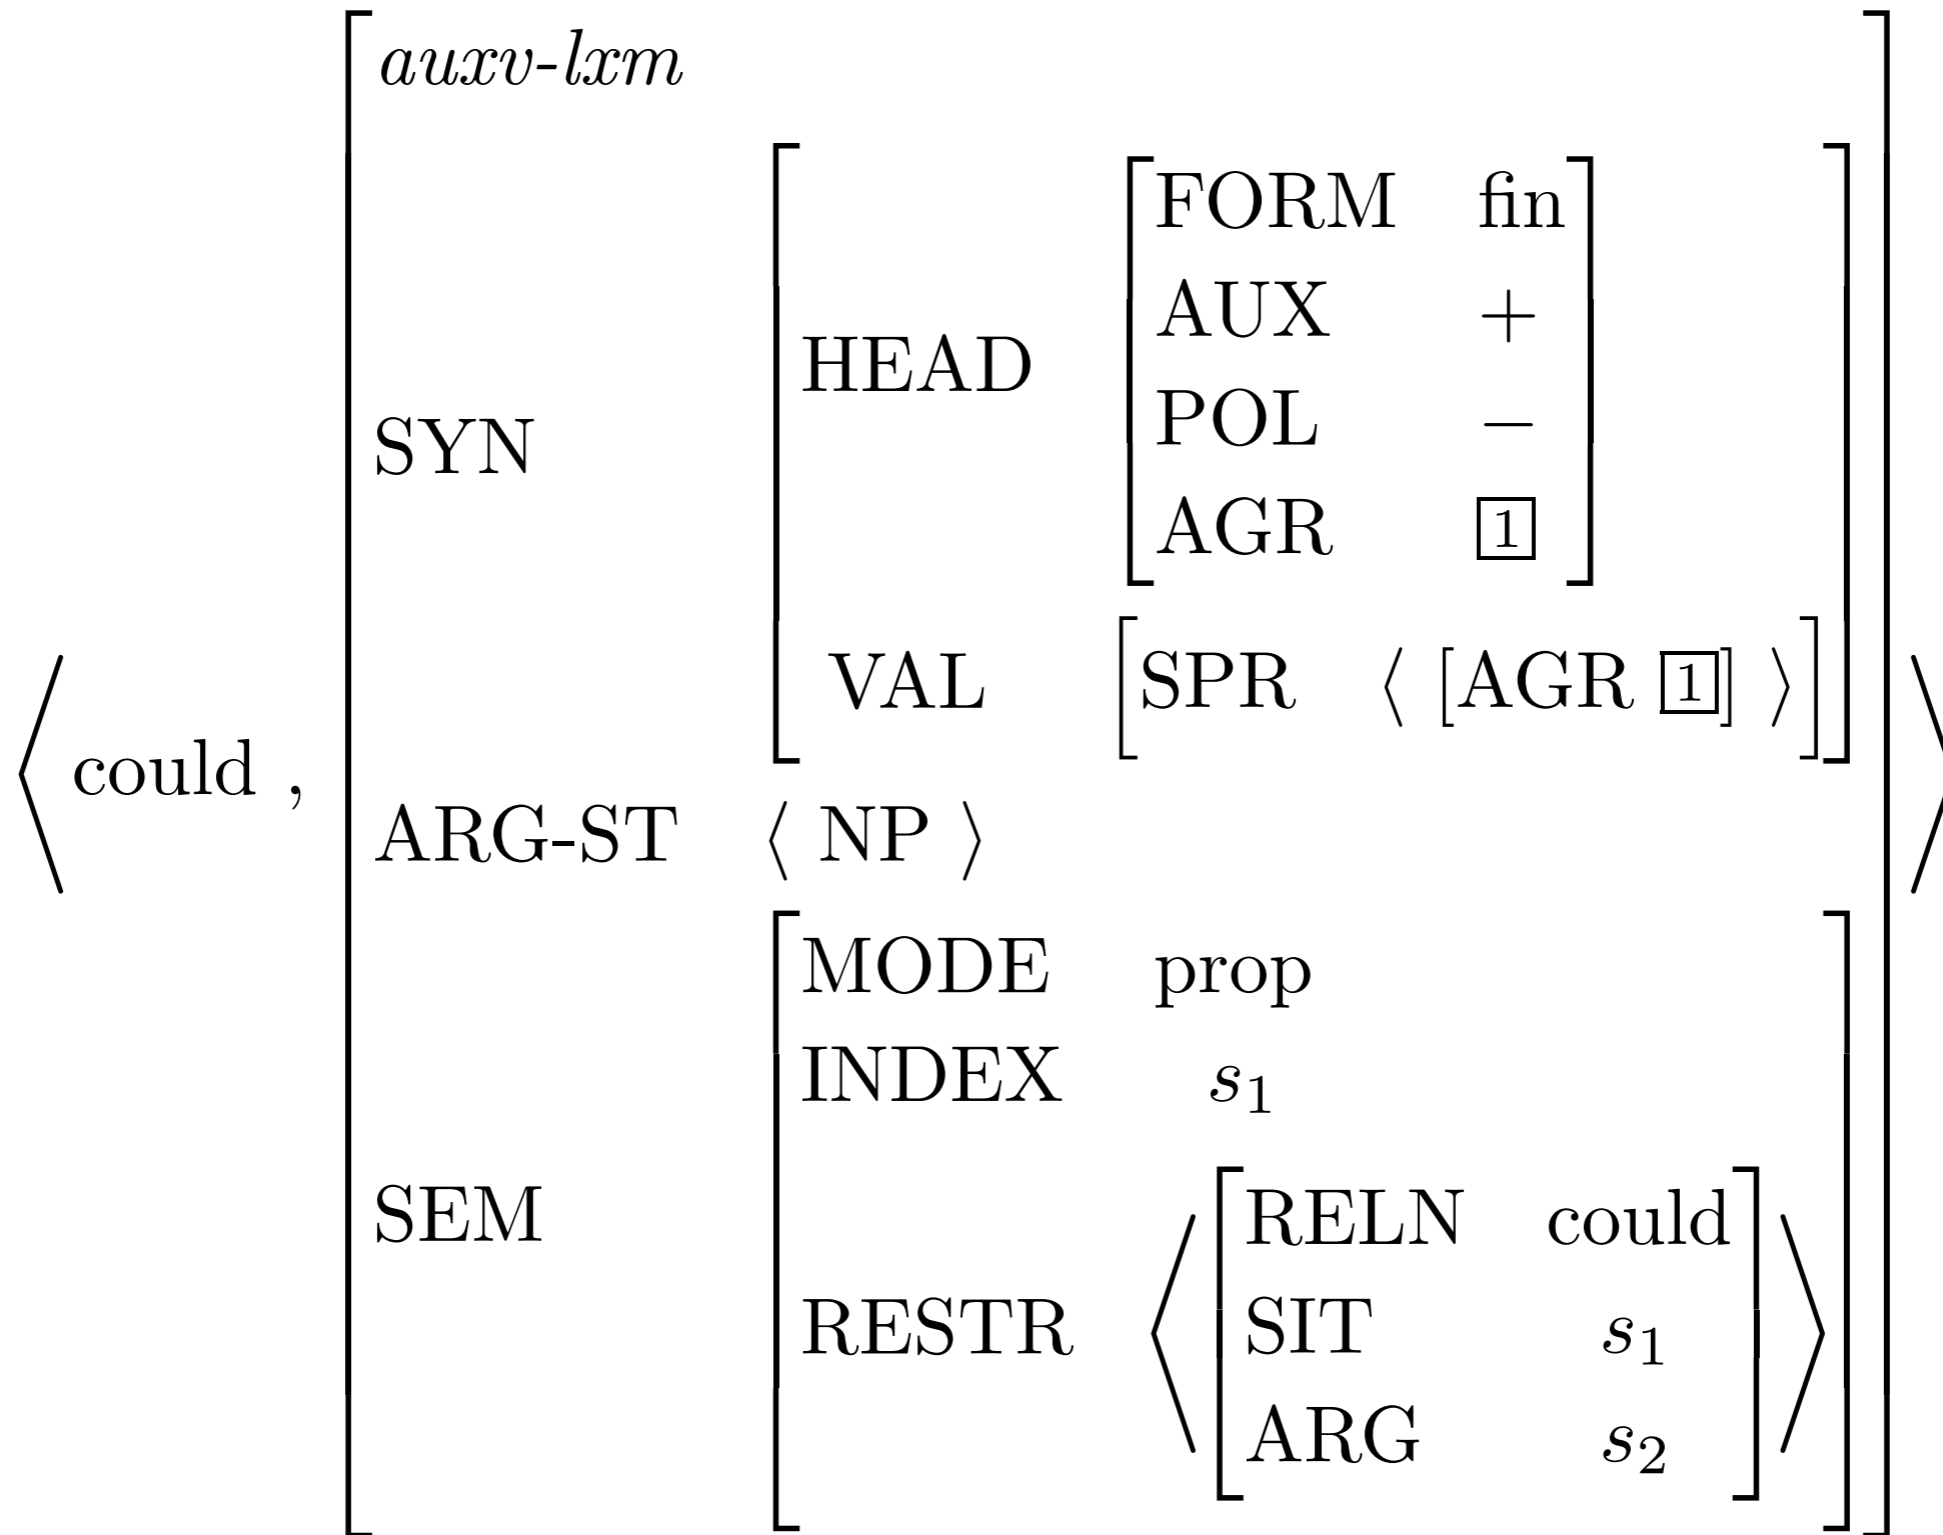 auxv-lxm
FORM fin
AUX +
HEAD
POL −
SYN
AGR 1
VAL [SPR ⟨ [AGR 1] ⟩]
⟨could ,
ARG-ST ⟨ NP ⟩
MODE prop
INDEX s₁
RELN could
SEM
RESTR ⟨ SIT s₁ ⟩
ARG s₂